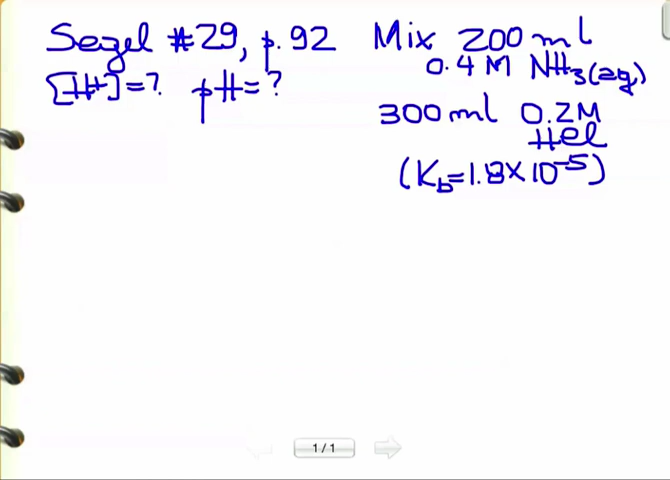 Segel #29, p. 92
[H+]=? pH=?
Mix 200 ml
0.4 M NH3(aq)
300 ml 0.2M
HCl
(Kb=1.8×10-5)
1/1